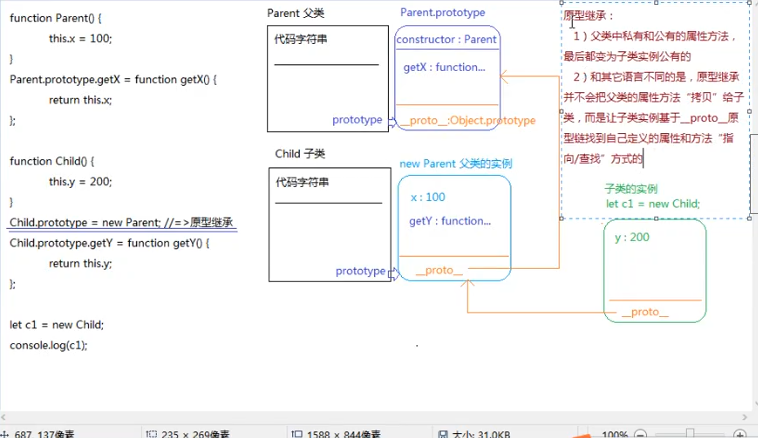 function Parent() {
this.x = 100;
}
Parent.prototype.getX = function getX() {
return this.x;
};
function Child() {
this.y = 200;
}
Child.prototype = new Parent; //=>原型继承
Child.prototype.getY = function getY() {
return this.y;
};
let c1 = new Child;
console.log(c1);
Parent 父类
代码字符串
prototype
Parent.prototype
constructor : Parent
getX : function...
__proto__:Object.prototype
Child 子类
代码字符串
prototype
new Parent 父类的实例
x : 100
getY : function...
__proto__
原型继承：
1）父类中私有和公有的属性方法，
最后都变为子类实例公有的
2）和其它语言不同的是，原型继承
并不会把父类的属性方法“拷贝”给子
类，而是让子类实例基于__proto__原
型链找到自己定义的属性和方法“指
向/查找”方式的
子类的实例
let c1 = new Child;
y : 200
__proto__
687, 137像素
235 × 269像素
1588 × 844像素
大小: 31.0KB
100%